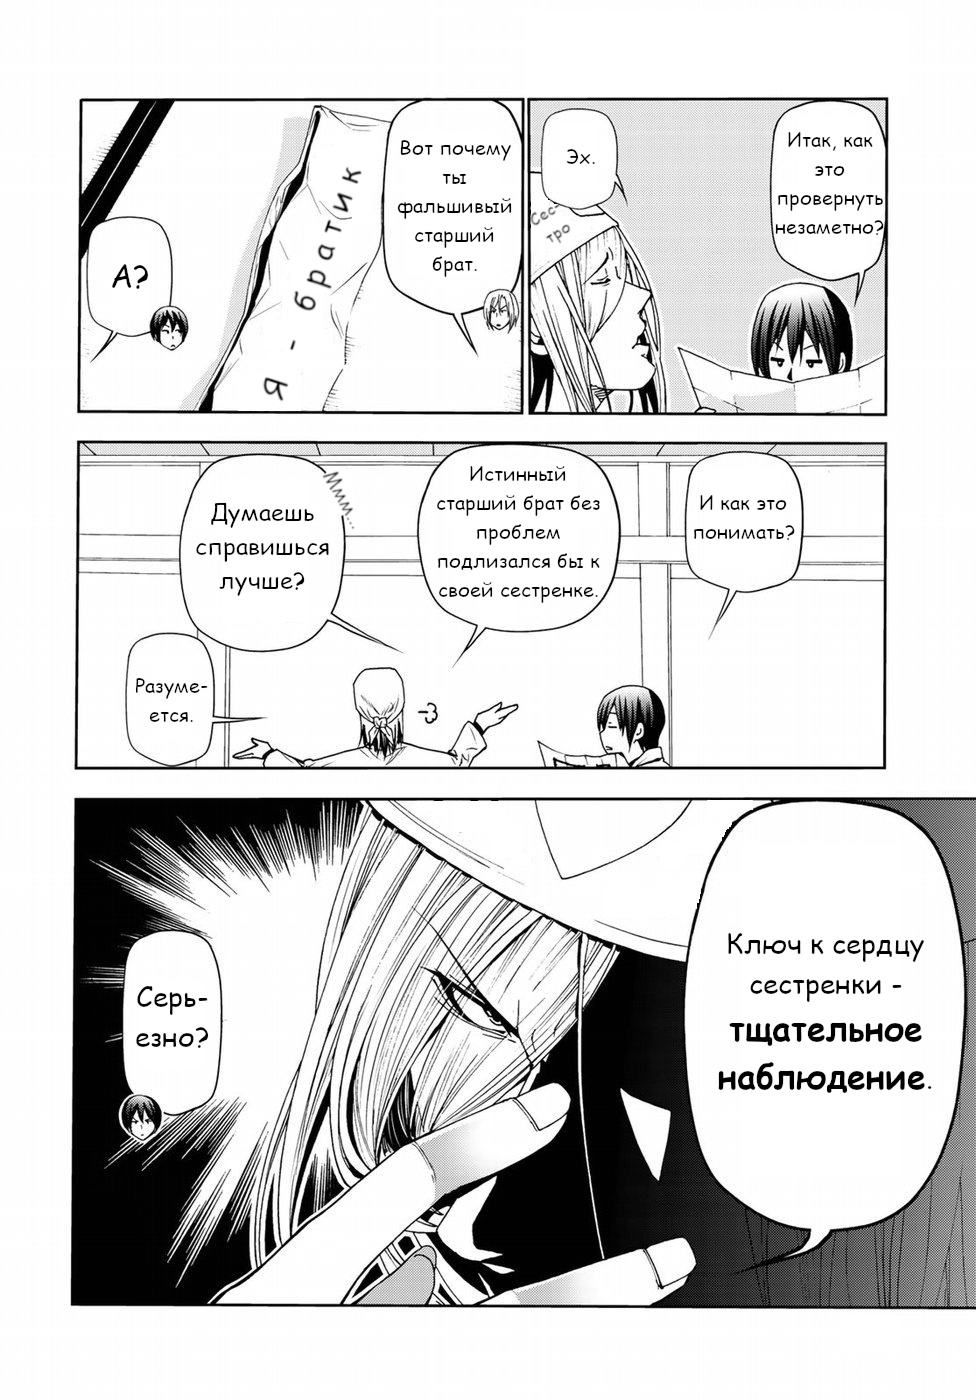 Итак, как
это
провернуть
незаметно?
Эх.
Сес-
тро
Вот почему
ты
фальшивый
старший
брат.
я - братик
А?
И как это
понимать?
Истинный
старший брат без
проблем
подлизался бы к
своей сестренке.
Ммм...
Думаешь
справишься
лучше?
Разуме-
ется.
Ключ к сердцу
сестренки -
тщательное
наблюдение.
Серь-
езно?